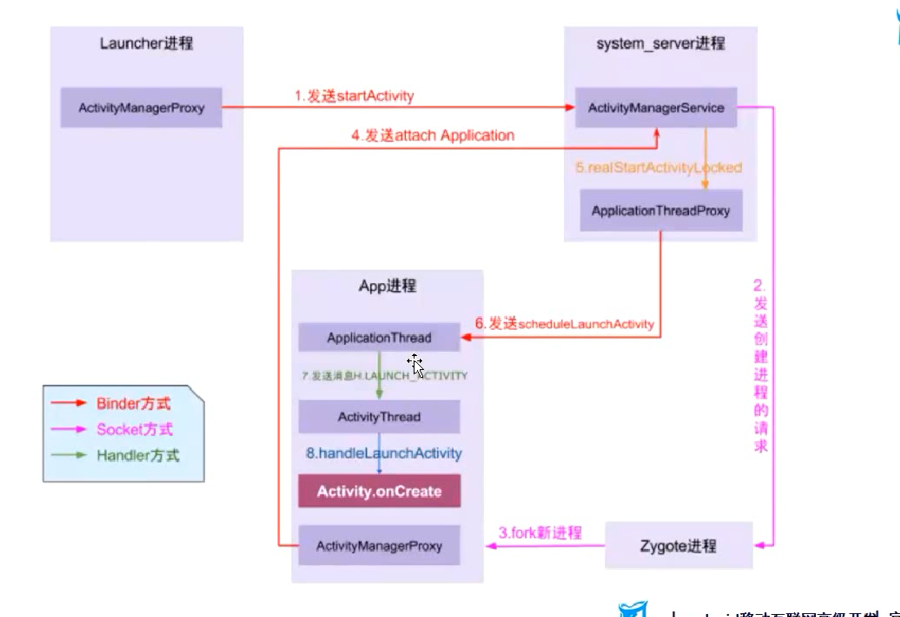 Launcher进程
ActivityManagerProxy
1.发送startActivity
system_server进程
ActivityManagerService
4.发送attach Application
5.realStartActivityLocked
ApplicationThreadProxy
2.发送创建进程的请求
App进程
6.发送scheduleLaunchActivity
ApplicationThread
7.发送消息H.LAUNCH_ACTIVITY
ActivityThread
8.handleLaunchActivity
Activity.onCreate
ActivityManagerProxy
3.fork新进程
Zygote进程
Binder方式
Socket方式
Handler方式